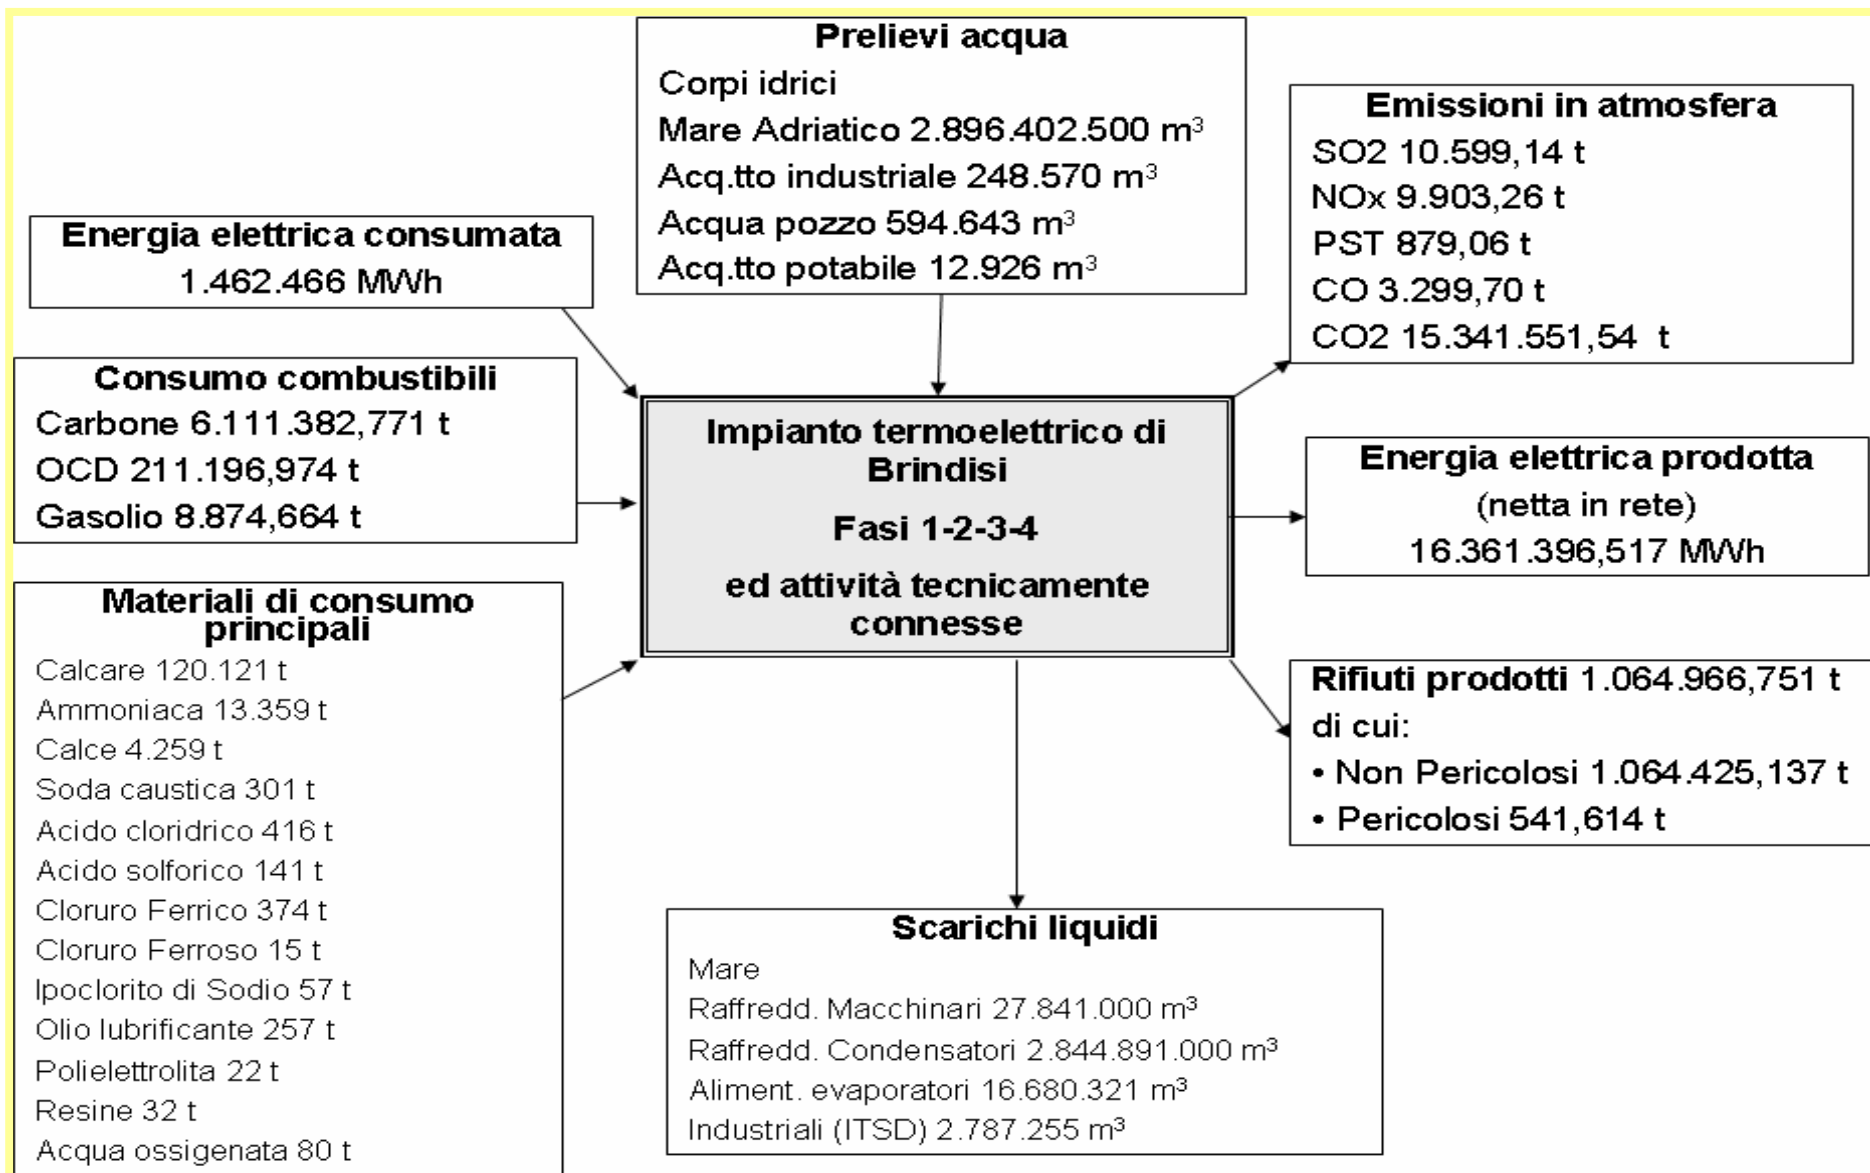 Prelievi acqua
Corpi idrici
Mare Adriatico 2.896.402.500 m³
Acq.tto industriale 248.570 m³
Acqua pozzo 594.643 m³
Acq.tto potabile 12.926 m³
Emissioni in atmosfera
SO2 10.599,14 t
NOx 9.903,26 t
PST 879,06 t
CO 3.299,70 t
CO2 15.341.551,54 t
Energia elettrica consumata
1.462.466 MWh
Consumo combustibili
Carbone 6.111.382,771 t
OCD 211.196,974 t
Gasolio 8.874,664 t
Impianto termoelettrico di
Brindisi
Fasi 1-2-3-4
ed attività tecnicamente
connesse
Energia elettrica prodotta
(netta in rete)
16.361.396,517 MWh
Materiali di consumo
principali
Calcare 120.121 t
Ammoniaca 13.359 t
Calce 4.259 t
Soda caustica 301 t
Acido cloridrico 416 t
Acido solforico 141 t
Cloruro Ferrico 374 t
Cloruro Ferroso 15 t
Ipoclorito di Sodio 57 t
Olio lubrificante 257 t
Polielettrolita 22 t
Resine 32 t
Acqua ossigenata 80 t
Rifiuti prodotti 1.064.966,751 t
di cui:
• Non Pericolosi 1.064.425,137 t
• Pericolosi 541,614 t
Scarichi liquidi
Mare
Raffredd. Macchinari 27.841.000 m³
Raffredd. Condensatori 2.844.891.000 m³
Aliment. evaporatori 16.680.321 m³
Industriali (ITSD) 2.787.255 m³